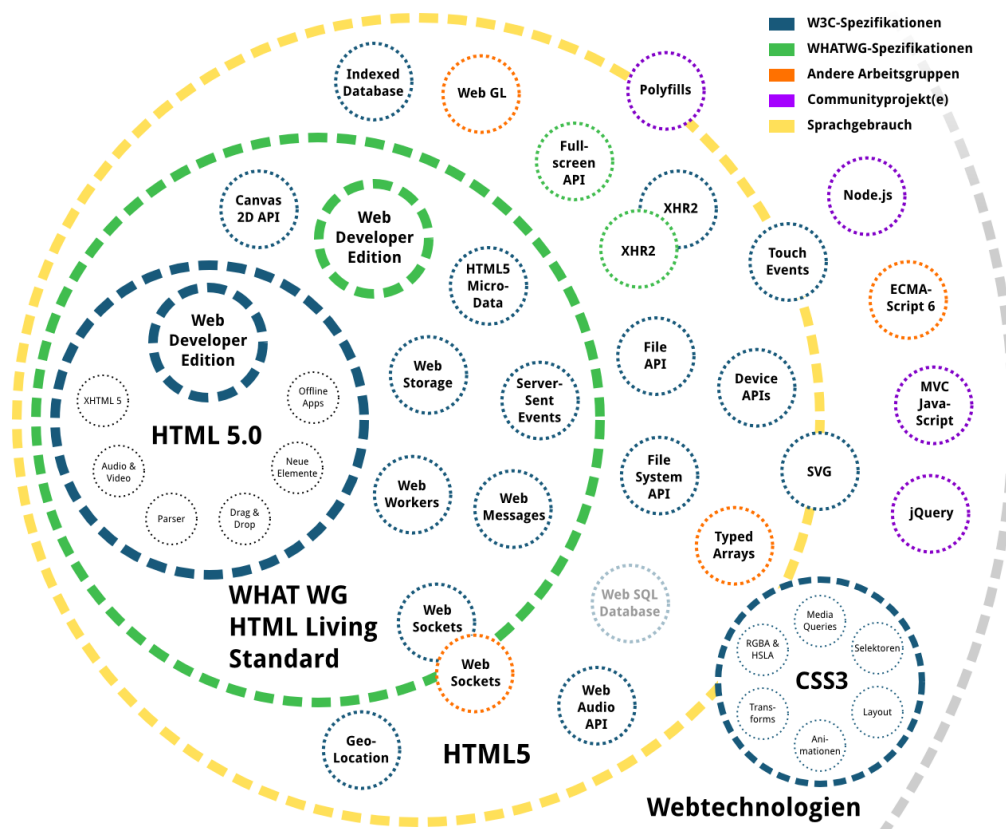 W3C-Spezifikationen
WHATWG-Spezifikationen
Andere Arbeitsgruppen
Communityprojekt(e)
Sprachgebrauch
Indexed
Database
Web GL
Polyfills
Full-
screen
API
Canvas
2D API
Web
Developer
Edition
XHR2
XHR2
Node.js
Touch
Events
HTML5
Micro-
Data
ECMA-
Script 6
Web
Developer
Edition
File
API
Web
Storage
Server-
Sent
Events
Device
APIs
MVC
Java-
Script
XHTML 5
Offline
Apps
HTML 5.0
Audio &
Video
Neue
Elemente
Parser
Drag &
Drop
Web
Workers
Web
Messages
File
System
API
SVG
jQuery
Typed
Arrays
WHAT WG
HTML Living
Standard
Web
Sockets
Web
Sockets
Web SQL
Database
Media
Queries
RGBA &
HSLA
Selektoren
CSS3
Trans-
forms
Layout
Ani-
mationen
Web
Audio
API
Geo-
Location
HTML5
Webtechnologien